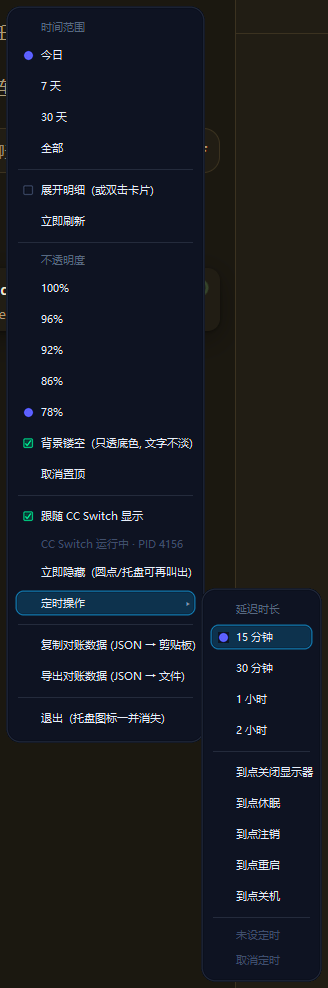 时间范围
今日
7 天
30 天
全部
展开明细（或双击卡片）
立即刷新
不透明度
100%
96%
92%
86%
78%
背景镂空（只透底色, 文字不淡）
取消置顶
跟随 CC Switch 显示
CC Switch 运行中 · PID 4156
立即隐藏（圆点/托盘可再叫出）
定时操作
复制对账数据 (JSON → 剪贴板)
导出对账数据 (JSON → 文件)
退出（托盘图标一并消失）
延迟时长
15 分钟
30 分钟
1 小时
2 小时
到点关闭显示器
到点休眠
到点注销
到点重启
到点关机
未设定时
取消定时